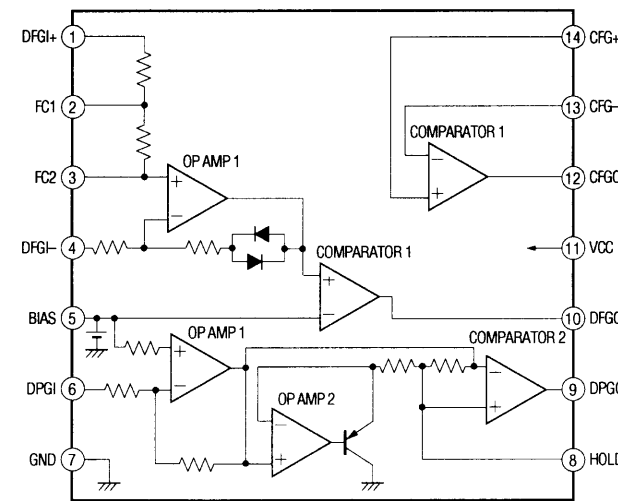 DFGI+ 1
FC1 2
FC2 3
DFGI− 4
BIAS 5
DPGI 6
GND 7
14 CFG+
13 CFG−
12 CFGO
11 VCC
10 DFGO
9 DPGO
8 HOLD
OP AMP 1
+
−
COMPARATOR 1
−
+
COMPARATOR 1
+
−
OP AMP 1
+
−
OP AMP 2
−
+
COMPARATOR 2
−
+